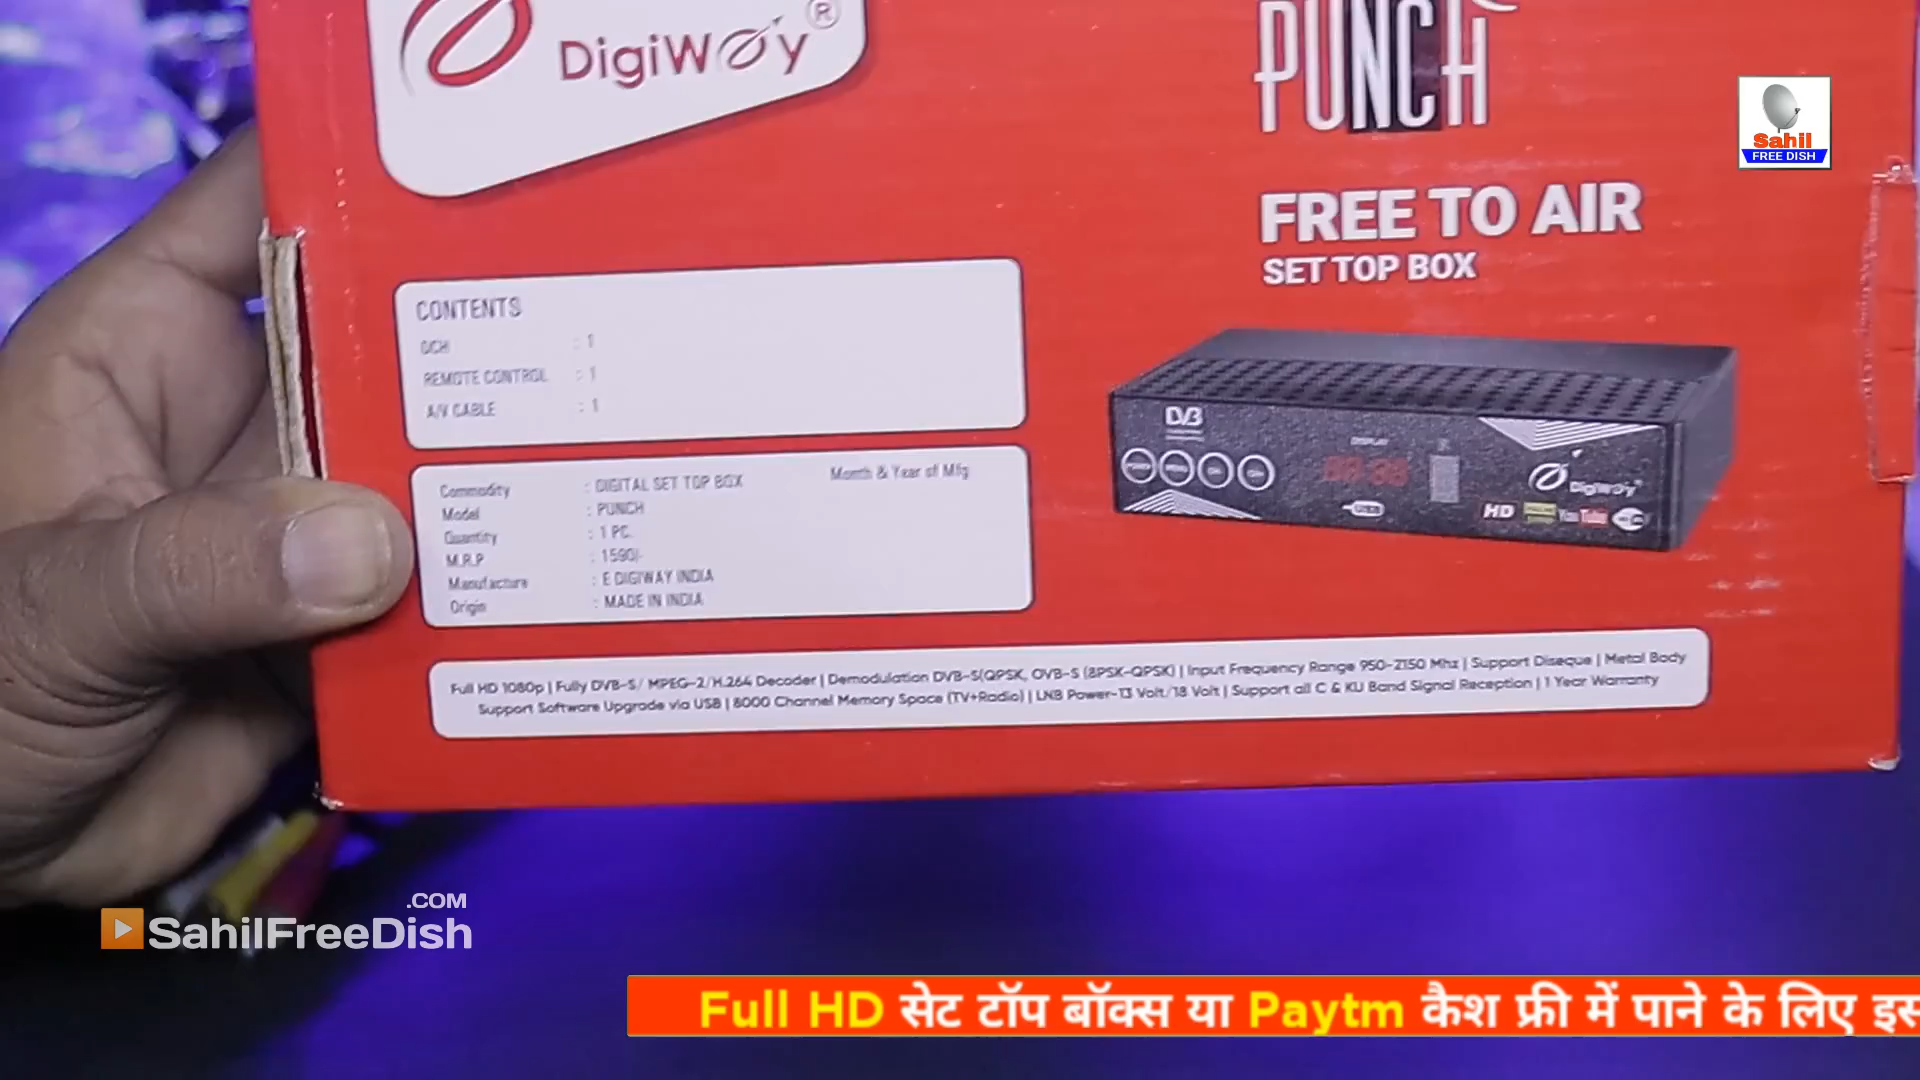 DigiWay®
PUNCH
Sahil
FREE DISH
FREE TO AIR
SET TOP BOX
CONTENTS
REMOTE CONTROL : 1
A/V CABLE : 1
Commodity : DIGITAL SET TOP BOX
Month & Year of Mfg
Model : PUNCH
Quantity : 1 PC.
M.R.P : 1590/-
Manufacture : E DIGIWAY INDIA
Origin : MADE IN INDIA
DVB
DISPLAY
DigiWay
HD
YouTube
Full HD 1080p | Fully DVB-S/ MPEG-2/H.264 Decoder | Demodulation DVB-S(QPSK, OVB-S (8PSK-QPSK) | Input Frequency Range 950-2150 Mhz | Support Diseque | Metal Body
Support Software Upgrade via USB | 8000 Channel Memory Space (TV+Radio) | LNB Power-13 Volt/18 Volt | Support all C & KU Band Signal Reception | 1 Year Warranty
.COM
SahilFreeDish
Full HD सेट टॉप बॉक्स या Paytm कैश फ्री में पाने के लिए इस